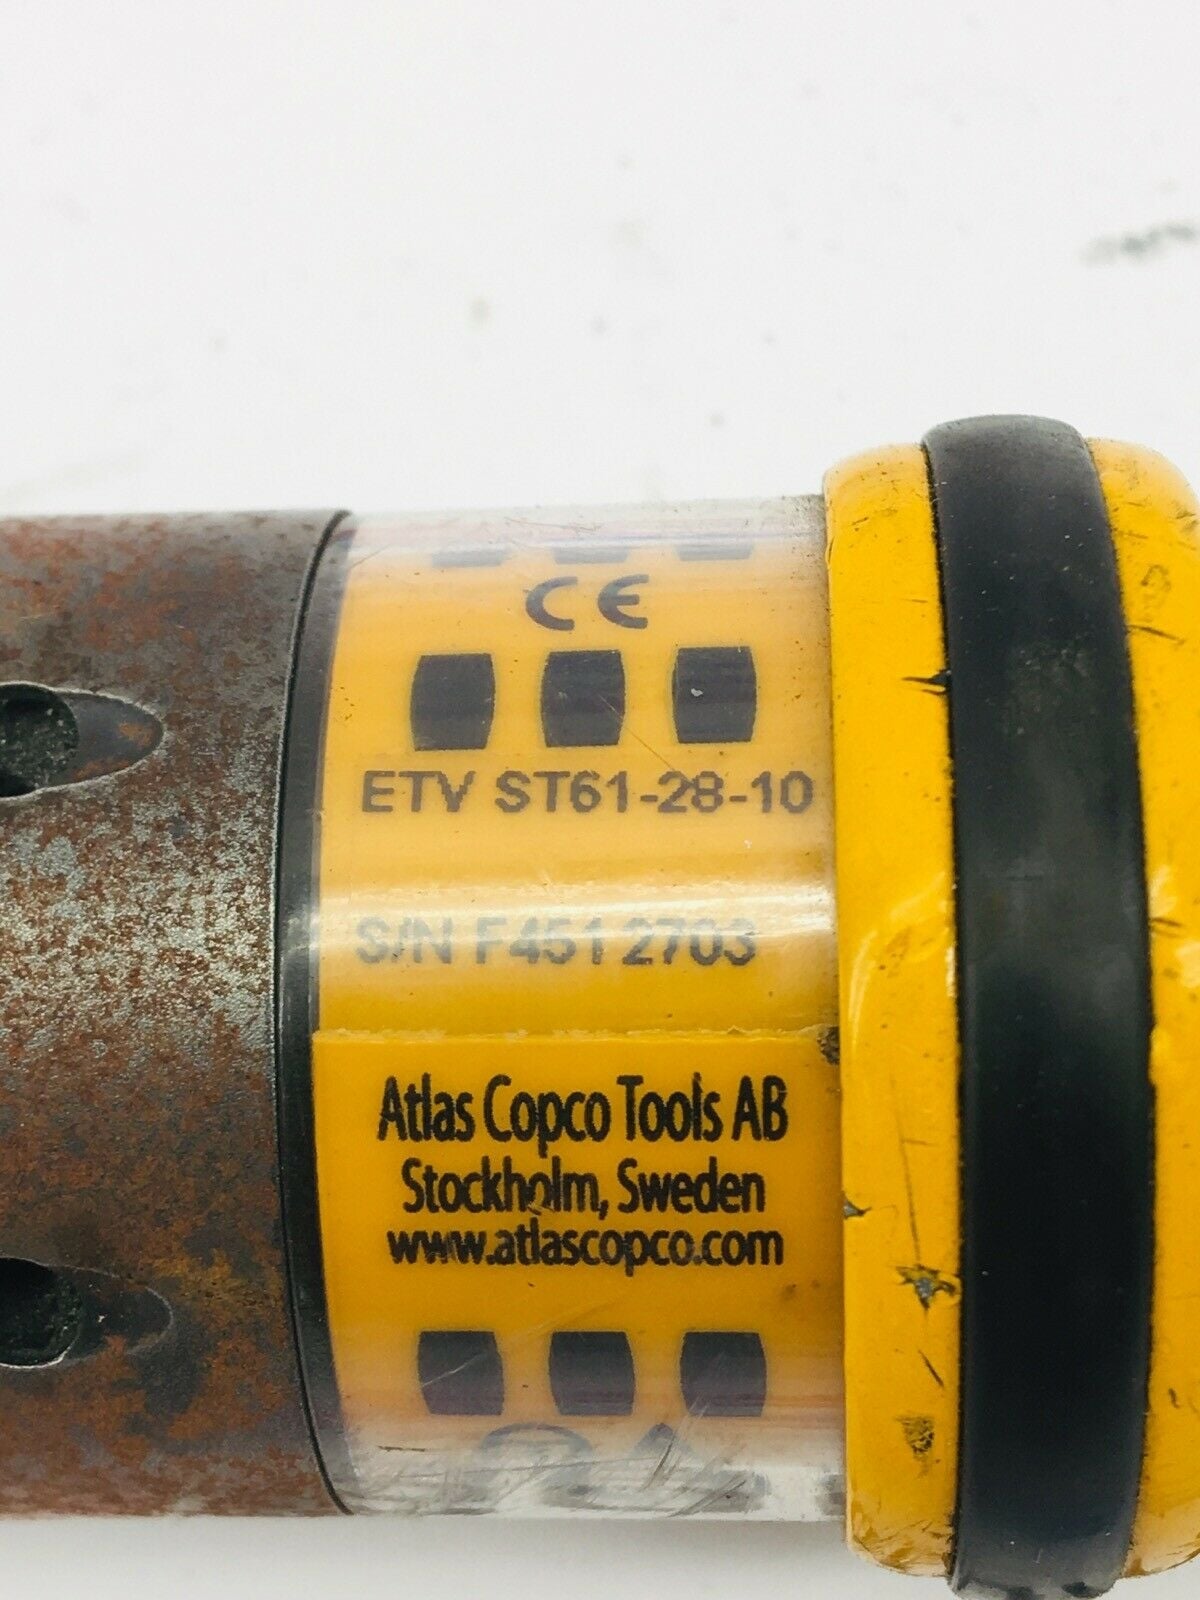 CE
ETV ST61-28-10
S/N F451 2703
Atlas Copco Tools AB
Stockholm, Sweden
www.atlascopco.com